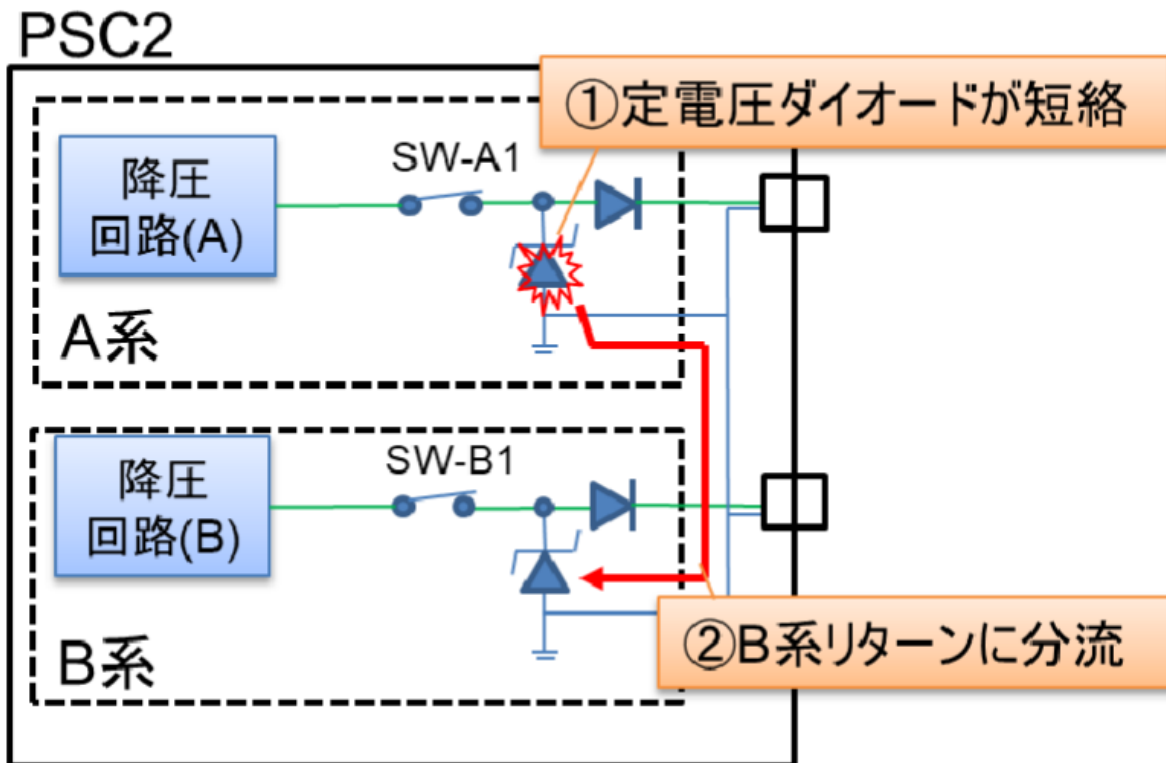 PSC2
①定電圧ダイオードが短絡
降圧
回路(A)
SW-A1
A系
降圧
回路(B)
SW-B1
B系
②B系リターンに分流